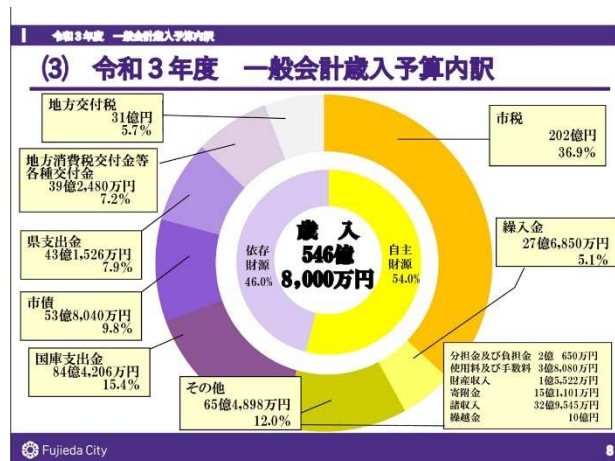 令和3年度 一般会計歳入予算内訳
(3) 令和3年度 一般会計歳入予算内訳
地方交付税
31億円
5.7%
市税
202億円
36.9%
地方消費税交付金等
各種交付金
39億2,480万円
7.2%
繰入金
27億6,850万円
5.1%
県支出金
43億1,526万円
7.9%
歳 入
546億
8,000万円
依存
財源
46.0%
自主
財源
54.0%
市債
53億8,040万円
9.8%
国庫支出金
84億4,206万円
15.4%
その他
65億4,898万円
12.0%
分担金及び負担金 2億 650万円
使用料及び手数料 3億8,080万円
財産収入 1億5,522万円
寄附金 15億1,101万円
諸収入 32億9,545万円
繰越金 10億円
Fujieda City
8